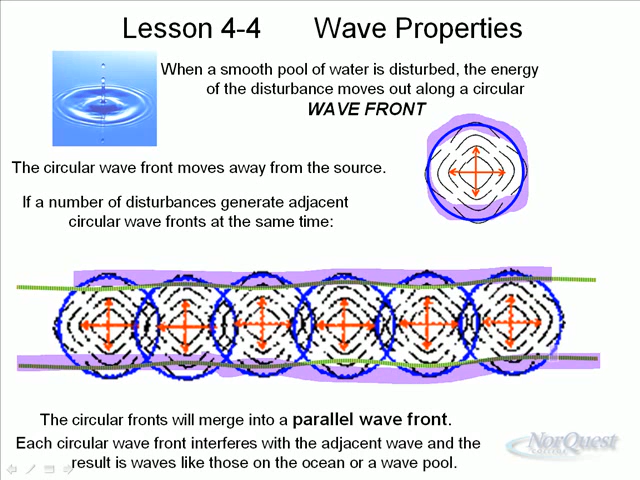 Lesson 4-4 Wave Properties
When a smooth pool of water is disturbed, the energy
of the disturbance moves out along a circular
WAVE FRONT
The circular wave front moves away from the source.
If a number of disturbances generate adjacent
circular wave fronts at the same time:
The circular fronts will merge into a parallel wave front.
Each circular wave front interferes with the adjacent wave and the
result is waves like those on the ocean or a wave pool.
NorQuest